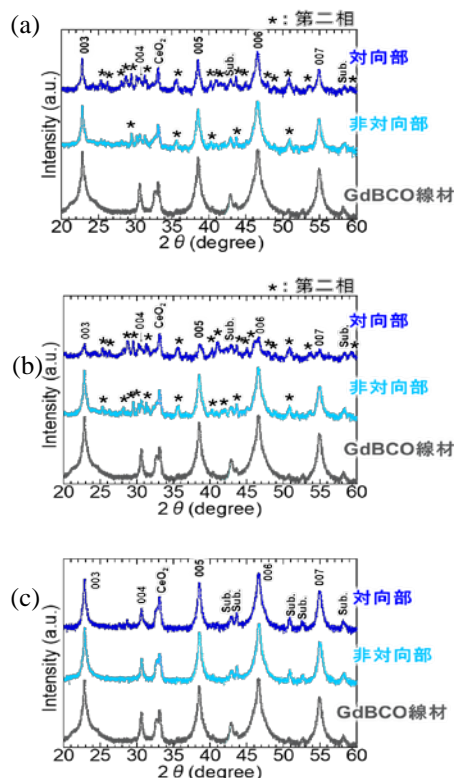 (a)
*: 第二相
003
004
CeO2
005
Sub.
006
007
Sub.
対向部
非対向部
GdBCO線材
Intensity (a.u.)
20 25 30 35 40 45 50 55 60
2 θ (degree)
*: 第二相
(b)
003
004
CeO2
005
Sub.
006
007
Sub.
対向部
非対向部
GdBCO線材
Intensity (a.u.)
20 25 30 35 40 45 50 55 60
2 θ (degree)
(c)
003
004
CeO2
005
Sub.
Sub.
006
Sub.
Sub.
007
Sub.
対向部
非対向部
GdBCO線材
Intensity (a.u.)
20 25 30 35 40 45 50 55 60
2 θ (degree)